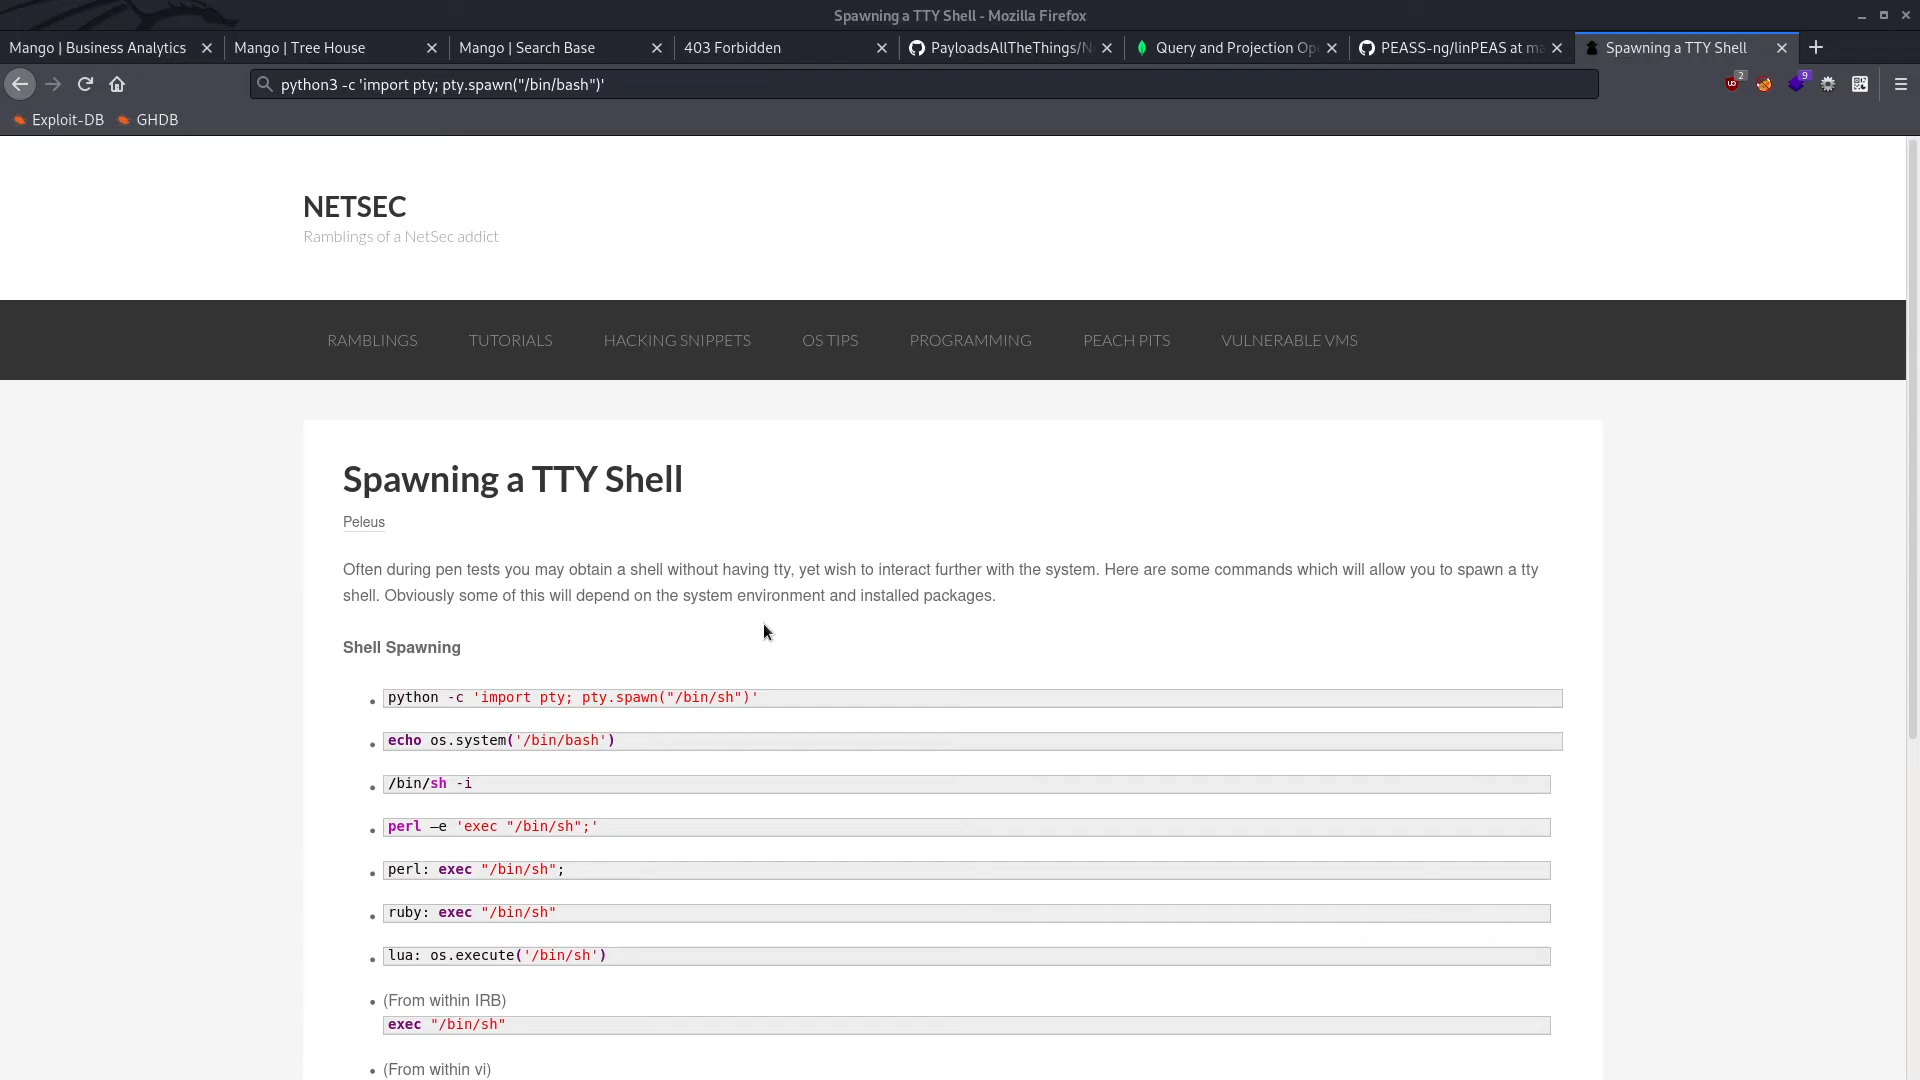 Spawning a TTY Shell - Mozilla Firefox
Mango | Business Analytics
Mango | Tree House
Mango | Search Base
403 Forbidden
PayloadsAllTheThings/N
Query and Projection Op
PEASS-ng/linPEAS at ma
Spawning a TTY Shell
python3 -c 'import pty; pty.spawn("/bin/bash")'
2
9
Exploit-DB
GHDB
NETSEC
Ramblings of a NetSec addict
RAMBLINGS
TUTORIALS
HACKING SNIPPETS
OS TIPS
PROGRAMMING
PEACH PITS
VULNERABLE VMS
Spawning a TTY Shell
Peleus
Often during pen tests you may obtain a shell without having tty, yet wish to interact further with the system. Here are some commands which will allow you to spawn a tty
shell. Obviously some of this will depend on the system environment and installed packages.
Shell Spawning
python -c 'import pty; pty.spawn("/bin/sh")'
echo os.system('/bin/bash')
/bin/sh -i
perl —e 'exec "/bin/sh";'
perl: exec "/bin/sh";
ruby: exec "/bin/sh"
lua: os.execute('/bin/sh')
(From within IRB)
exec "/bin/sh"
(From within vi)